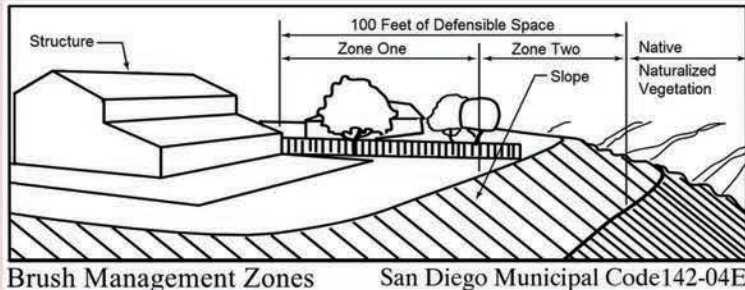 100 Feet of Defensible Space
Structure
Zone One
Zone Two
Native
Naturalized
Vegetation
Slope
Brush Management Zones San Diego Municipal Code142-04E